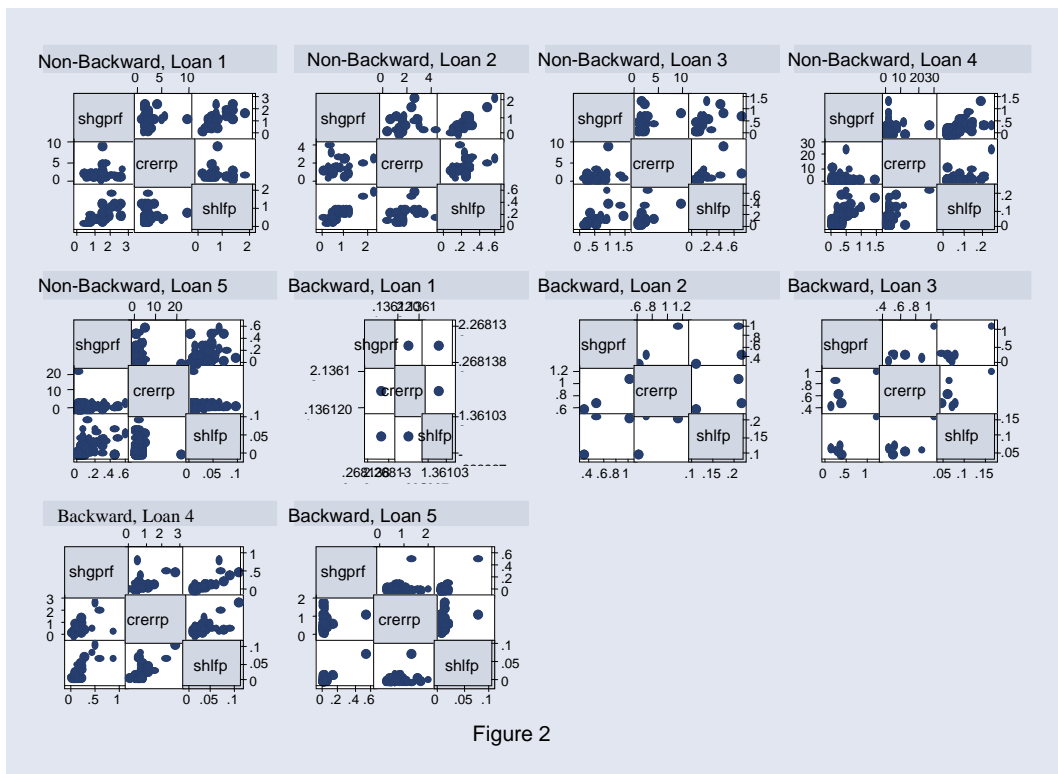 Non-Backward, Loan 1
Non-Backward, Loan 2
Non-Backward, Loan 3
Non-Backward, Loan 4
0 5 10
0 2 4
0 5 10
0 10 20 30
shgprf
crerrp
shlfp
3
2
1
0
10
5
0
2
1
0
0 1 2 3
0 1 2
shgprf
crerrp
shlfp
2
1
0
4
2
0
.6
.4
.2
0
0 1 2
0 .2 .4 .6
shgprf
crerrp
shlfp
1.5
1
.5
0
10
5
0
.6
.4
.2
0
0 .5 1 1.5
0 .2 .4 .6
shgprf
crerrp
shlfp
1.5
1
.5
0
30
20
10
0
.2
.1
0
0 .5 1 1.5
0 .1 .2
Non-Backward, Loan 5
Backward, Loan 1
Backward, Loan 2
Backward, Loan 3
0 10 20
.6 .8 1 1.2
.4 .6 .8 1
shgprf
crerrp
shlfp
.6
.4
.2
0
20
10
0
.1
.05
0
0 .2 .4 .6
0 .05 .1
shgprf
crerrp
shlfp
2.26813
.268138
2.1361
.136120
1.36103
1.36103
shgprf
crerrp
shlfp
1
.8
.6
.4
1.2
1
.8
.6
.2
.15
.1
.4 .6 .8 1
.1 .15 .2
shgprf
crerrp
shlfp
1
.5
0
1
.8
.6
.4
.15
.1
.05
0 .5 1
.05 .1 .15
Backward, Loan 4
Backward, Loan 5
0 1 2 3
0 1 2
shgprf
crerrp
shlfp
1
.5
0
3
2
1
0
.1
.05
0
0 .5 1
0 .05 .1
shgprf
crerrp
shlfp
.6
.4
.2
0
2
1
0
.1
.05
0
0 .2 .4 .6
0 .05 .1
Figure 2